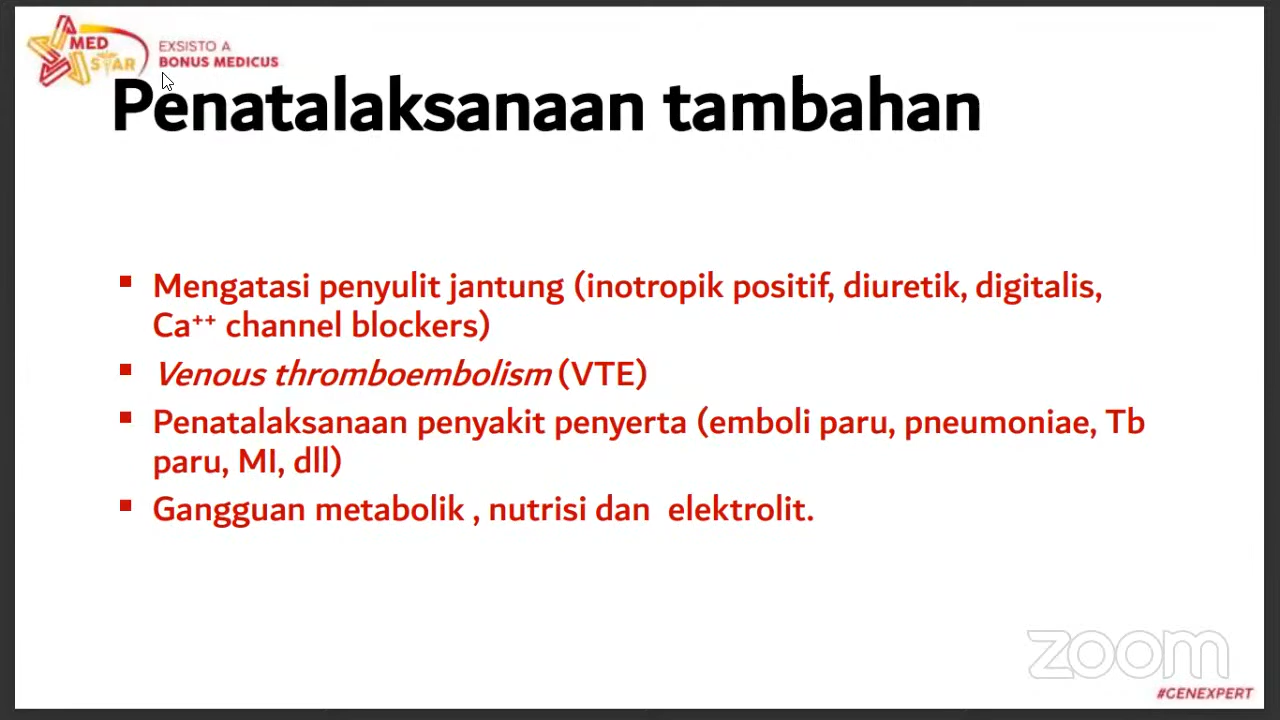 MED
STAR
EXSISTO A
BONUS MEDICUS
Penatalaksanaan tambahan
▪ Mengatasi penyulit jantung (inotropik positif, diuretik, digitalis,
Ca⁺⁺ channel blockers)
▪ Venous thromboembolism (VTE)
▪ Penatalaksanaan penyakit penyerta (emboli paru, pneumoniae, Tb
paru, MI, dll)
▪ Gangguan metabolik , nutrisi dan  elektrolit.
zoom
#GENEXPERT